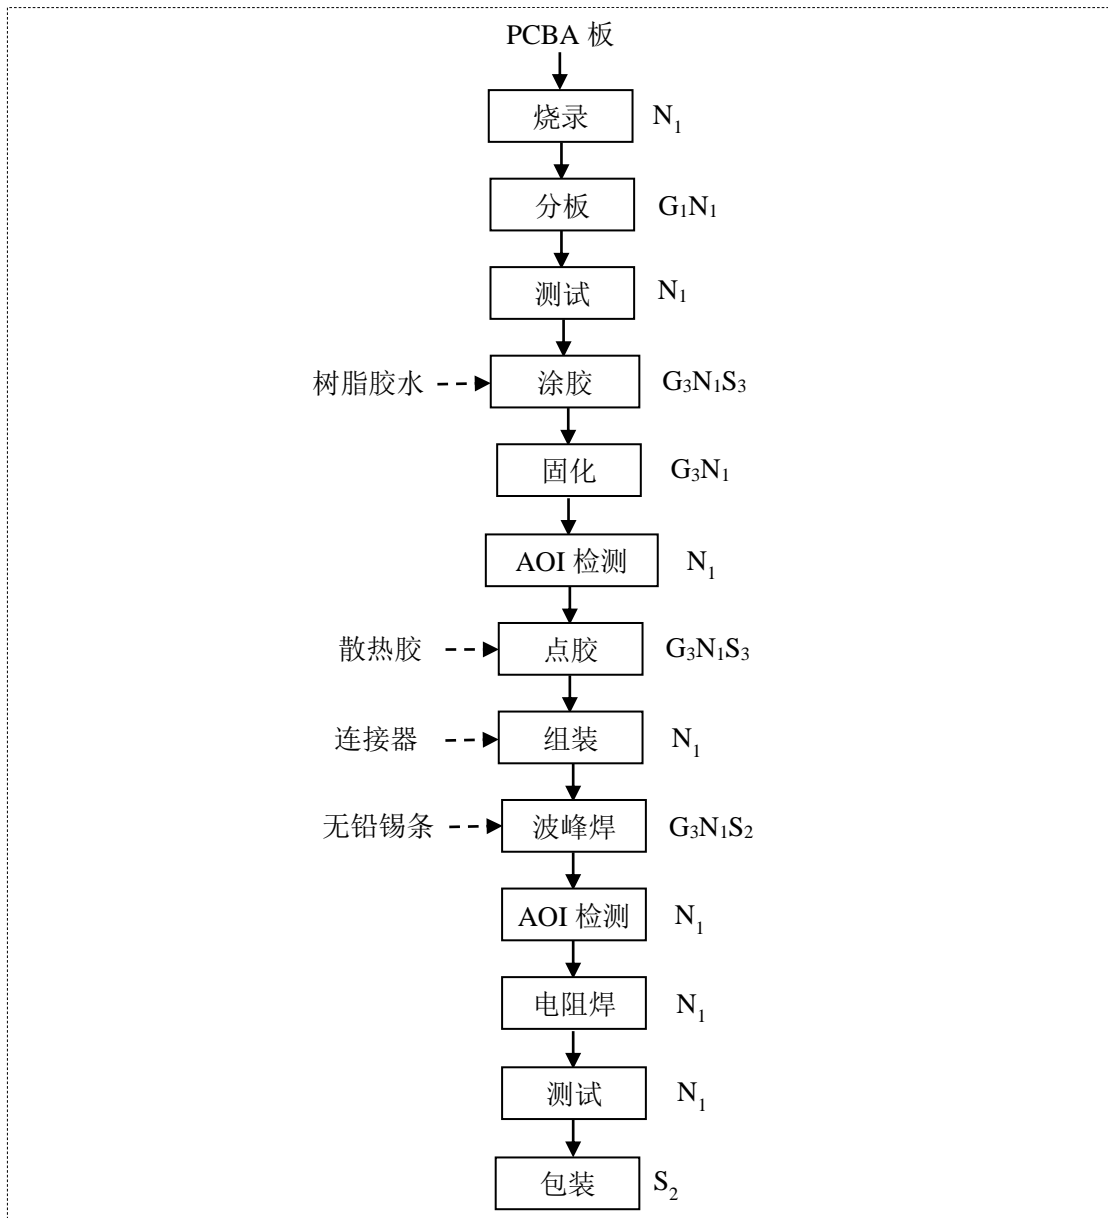 PCBA 板
烧录 N₁
分板 G₁N₁
测试 N₁
树脂胶水 涂胶 G₃N₁S₃
固化 G₃N₁
AOI 检测 N₁
散热胶 点胶 G₃N₁S₃
连接器 组装 N₁
无铅锡条 波峰焊 G₃N₁S₂
AOI 检测 N₁
电阻焊 N₁
测试 N₁
包装 S₂